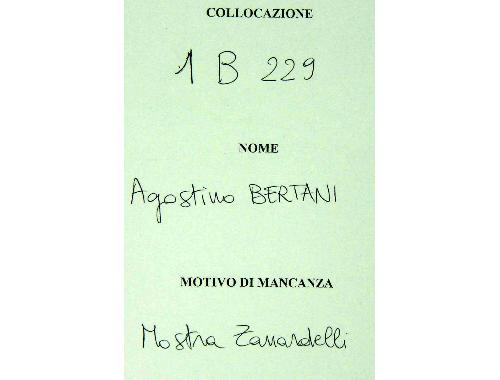 COLLOCAZIONE
1 B 229
NOME
Agostino BERTANI
MOTIVO DI MANCANZA
Mostra Zanardelli